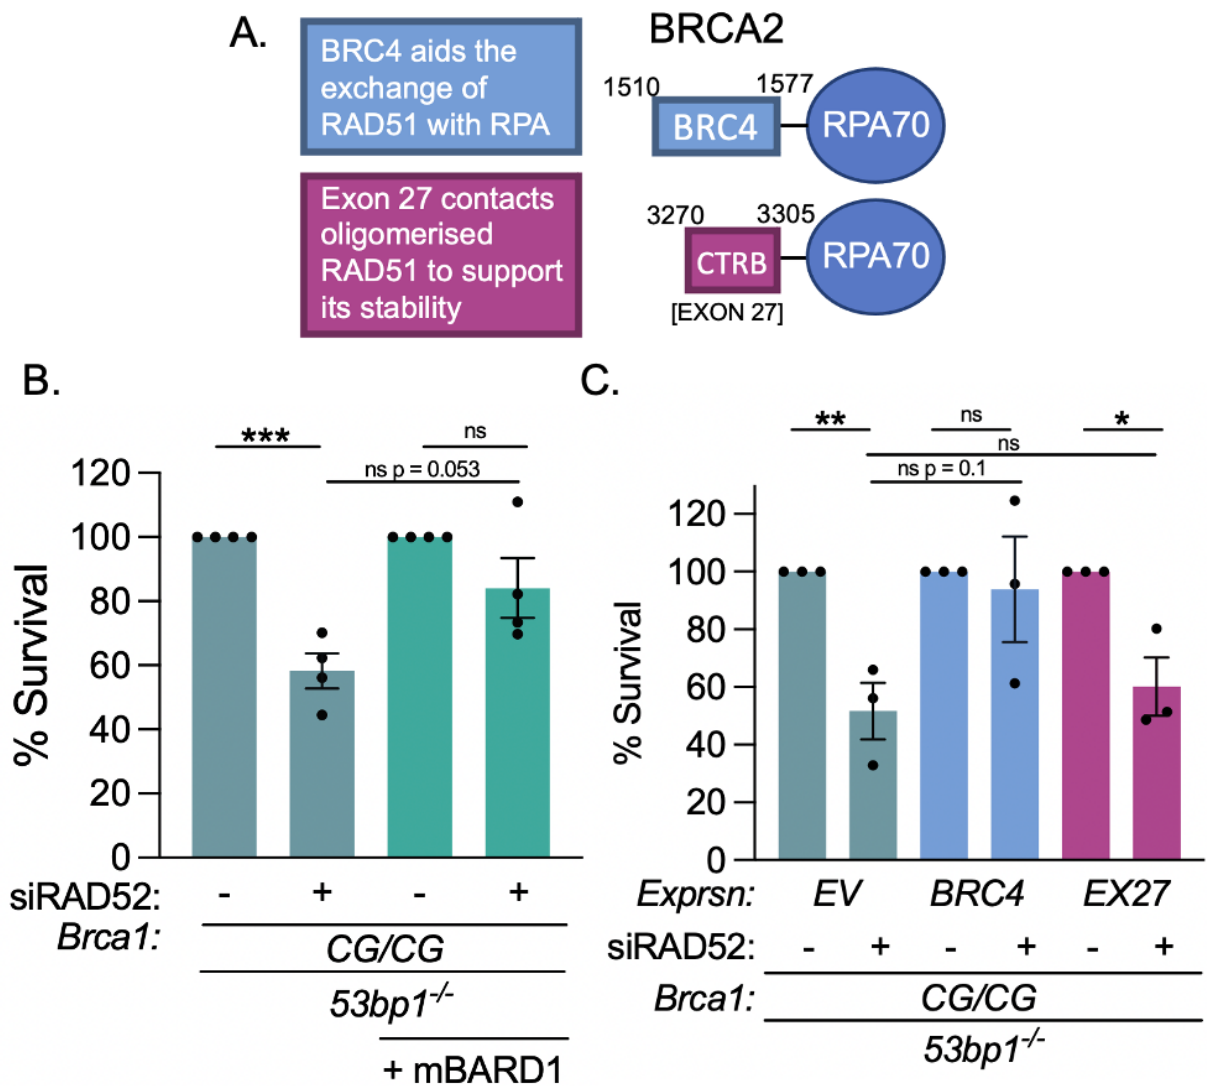 A.
BRC4 aids the
exchange of
RAD51 with RPA
Exon 27 contacts
oligomerised
RAD51 to support
its stability
BRCA2
1510
1577
BRC4
RPA70
3270
3305
CTRB
RPA70
[EXON 27]
B.
***
ns
ns p = 0.053
% Survival
120
100
80
60
40
20
0
siRAD52: - + - +
Brca1: CG/CG
53bp1-/-
+ mBARD1
C.
** ns *
ns
ns p = 0.1
% Survival
120
100
80
60
40
20
0
Exprsn: EV BRC4 EX27
siRAD52: - + - + - +
Brca1: CG/CG
53bp1-/-